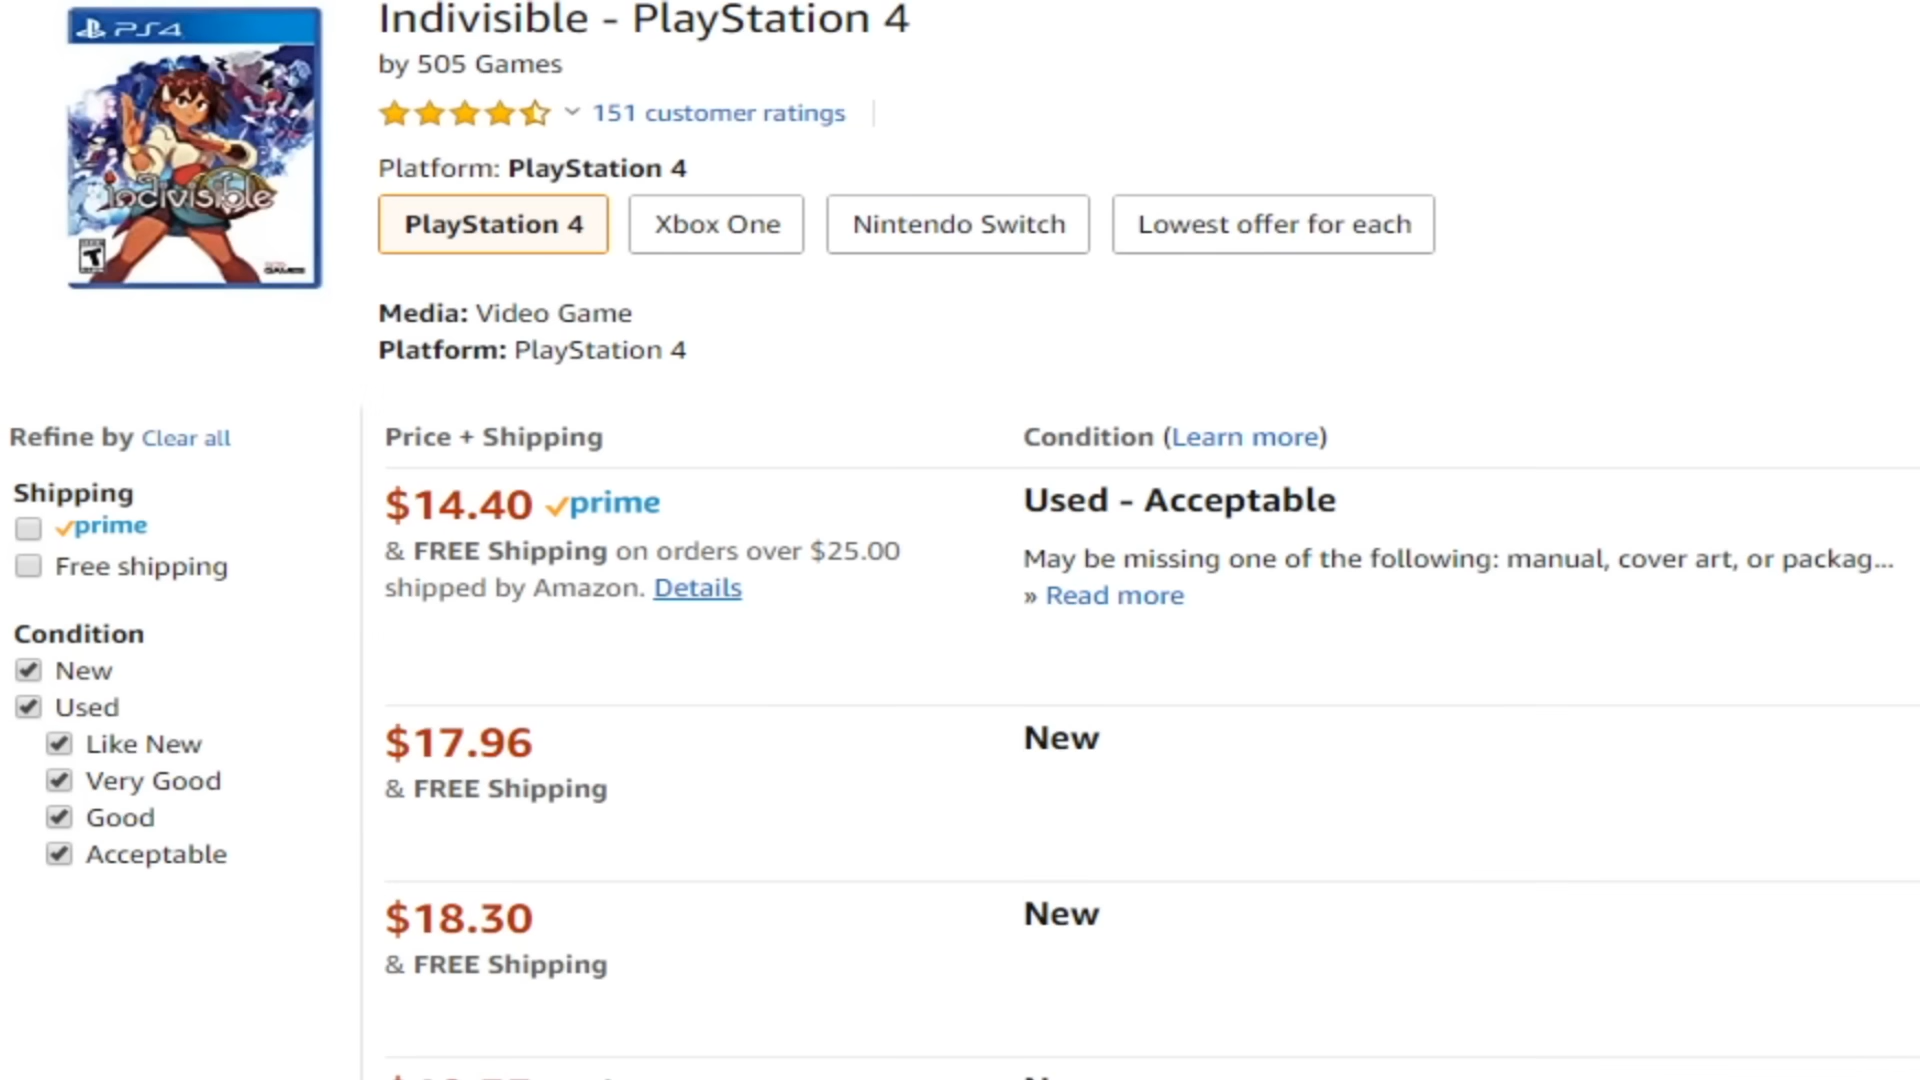 PS4
Indivisible
T
GAMES
Indivisible - PlayStation 4
by 505 Games
151 customer ratings
Platform: PlayStation 4
PlayStation 4
Xbox One
Nintendo Switch
Lowest offer for each
Media: Video Game
Platform: PlayStation 4
Refine by Clear all
Shipping
prime
Free shipping
Condition
New
Used
Like New
Very Good
Good
Acceptable
Price + Shipping
Condition (Learn more)
$14.40 prime
& FREE Shipping on orders over $25.00
shipped by Amazon. Details
Used - Acceptable
May be missing one of the following: manual, cover art, or packag...
» Read more
$17.96
& FREE Shipping
New
$18.30
& FREE Shipping
New